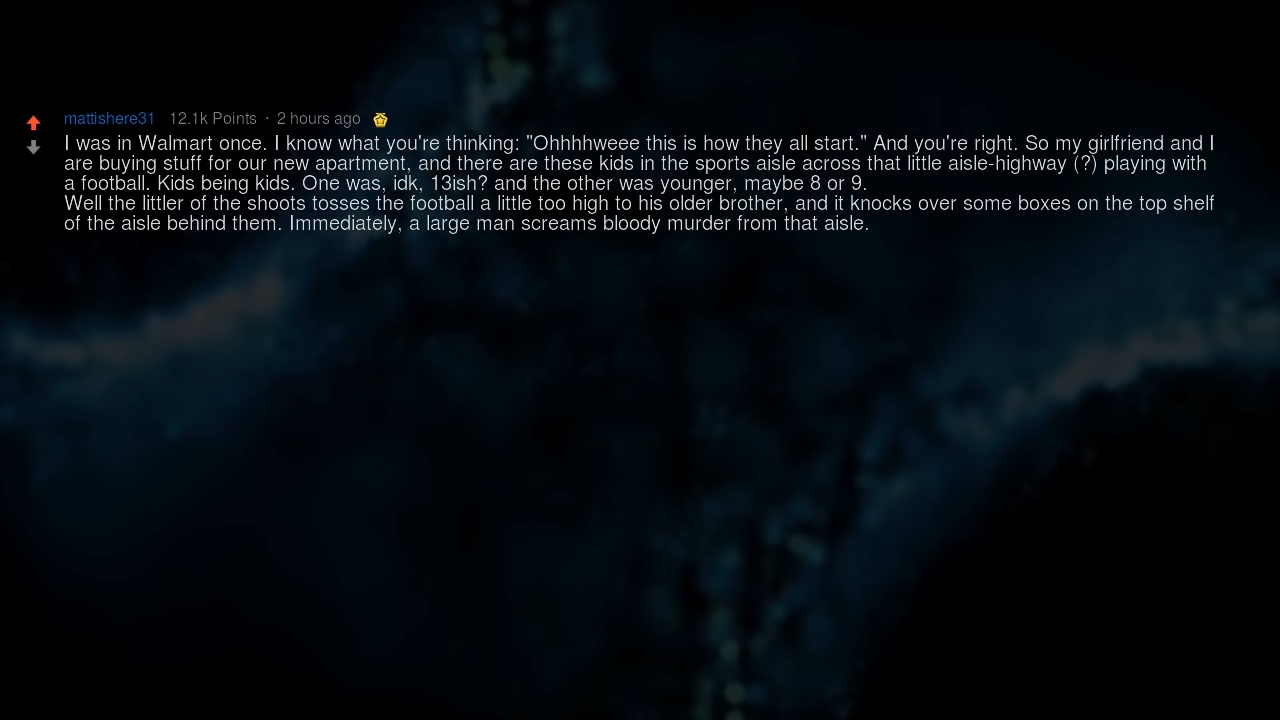 mattishere31 12.1k Points · 2 hours ago
I was in Walmart once. I know what you're thinking: "Ohhhhweee this is how they all start." And you're right. So my girlfriend and I
are buying stuff for our new apartment, and there are these kids in the sports aisle across that little aisle-highway (?) playing with
a football. Kids being kids. One was, idk, 13ish? and the other was younger, maybe 8 or 9.
Well the littler of the shoots tosses the football a little too high to his older brother, and it knocks over some boxes on the top shelf
of the aisle behind them. Immediately, a large man screams bloody murder from that aisle.